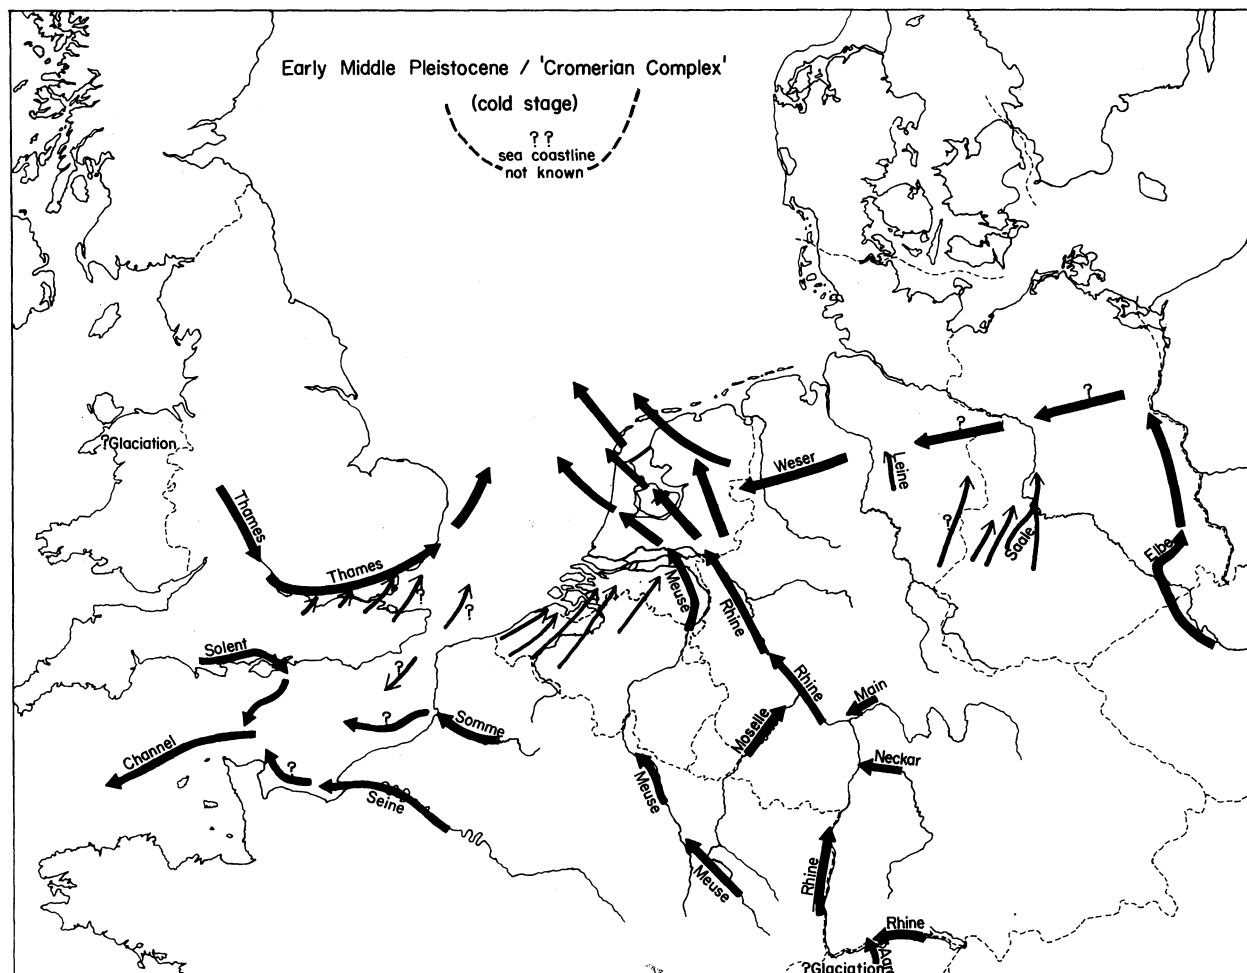 Early Middle Pleistocene / 'Cromerian Complex'
(cold stage)
? ?
sea coastline
not known
?
?
?Glaciation
Weser
Leine
Thames
?
Saale
Elbe
Thames
Meuse
?
?
Rhine
Solent
?
Rhine
Main
?
Somme
Moselle
Channel
Neckar
?
Meuse
Seine
Rhine
Meuse
Rhine
?Glaciation